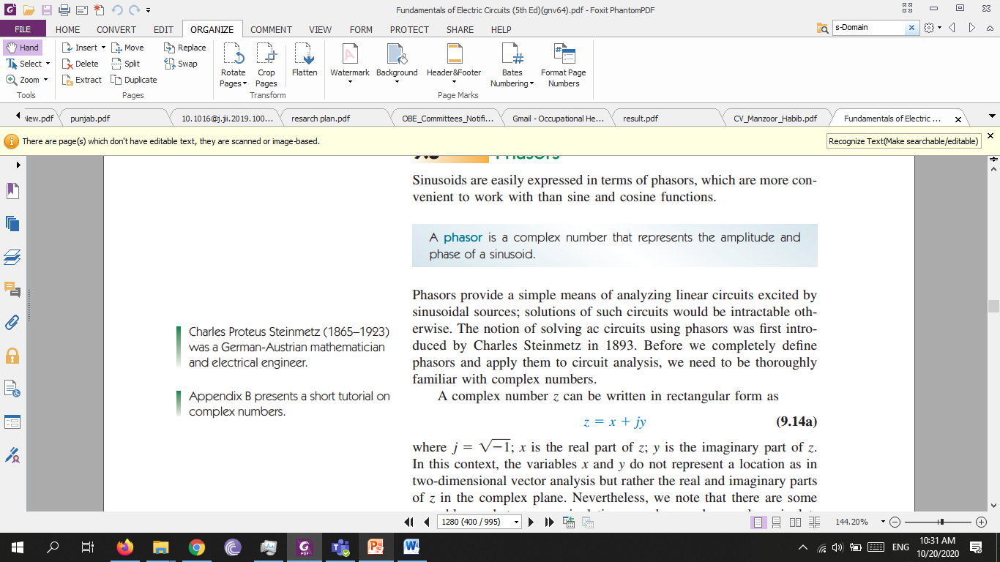 Fundamentals of Electric Circuits (5th Ed)(gnv64).pdf - Foxit PhantomPDF
FILE HOME CONVERT EDIT ORGANIZE COMMENT VIEW FORM PROTECT SHARE HELP s-Domain
Hand Insert Move Replace
Select Delete Split Swap
Zoom Extract Duplicate
Rotate Pages Crop Pages Flatten Watermark Background Header&Footer Bates Numbering Format Page Numbers
Tools Pages Transform Page Marks
New.pdf punjab.pdf 10.1016@j.jii.2019.100... resarch plan.pdf OBE_Committees_Notifi... Gmail - Occupational He... result.pdf CV_Manzoor_Habib.pdf Fundamentals of Electric ...
There are page(s) which don't have editable text, they are scanned or image-based. Recognize Text(Make searchable/editable)
9.3 Phasors
Sinusoids are easily expressed in terms of phasors, which are more con-
venient to work with than sine and cosine functions.
A phasor is a complex number that represents the amplitude and
phase of a sinusoid.
Phasors provide a simple means of analyzing linear circuits excited by
sinusoidal sources; solutions of such circuits would be intractable oth-
erwise. The notion of solving ac circuits using phasors was first intro-
duced by Charles Steinmetz in 1893. Before we completely define
phasors and apply them to circuit analysis, we need to be thoroughly
familiar with complex numbers.
Charles Proteus Steinmetz (1865–1923)
was a German-Austrian mathematician
and electrical engineer.
Appendix B presents a short tutorial on
complex numbers.
A complex number z can be written in rectangular form as
z = x + jy (9.14a)
where j = √−1; x is the real part of z; y is the imaginary part of z.
In this context, the variables x and y do not represent a location as in
two-dimensional vector analysis but rather the real and imaginary parts
of z in the complex plane. Nevertheless, we note that there are some
1280 (400 / 995) 144.20%
ENG 10:31 AM
10/20/2020